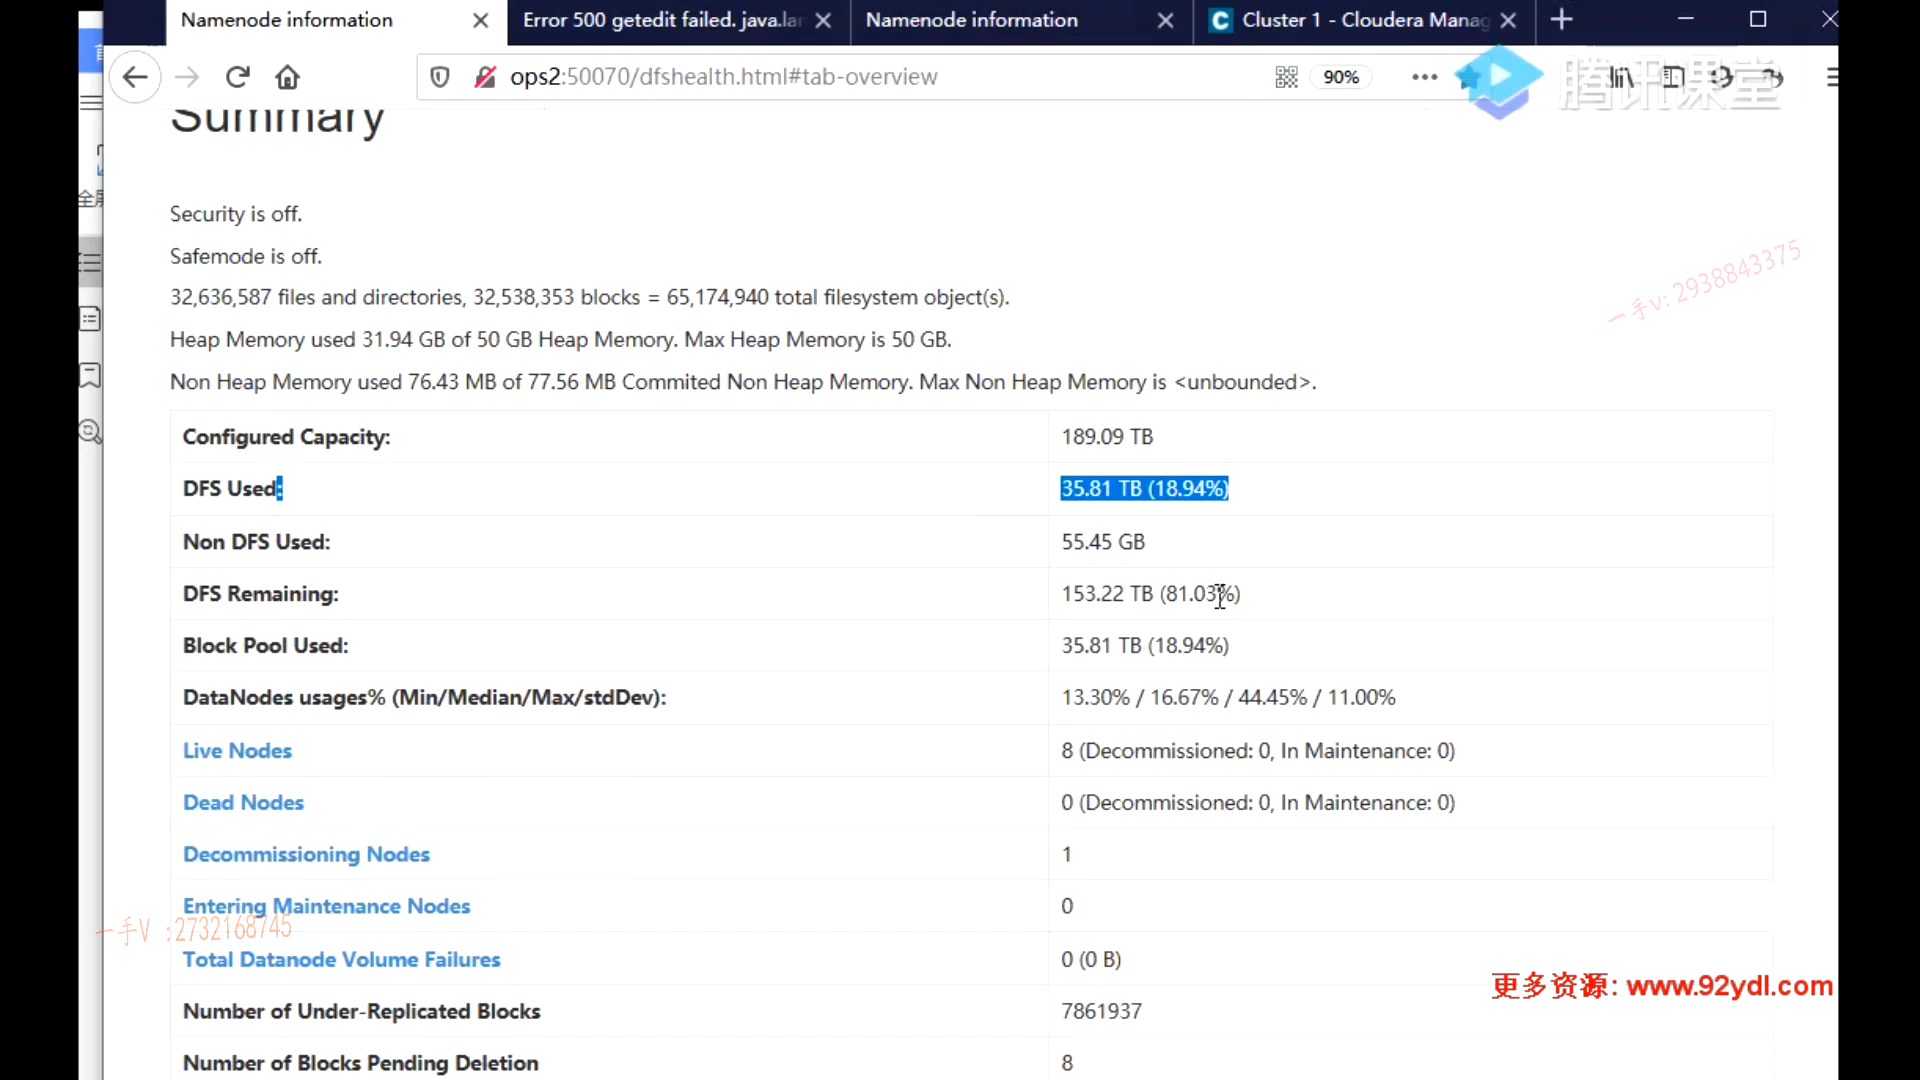 Namenode information
Error 500 getedit failed. java.lan
Namenode information
Cluster 1 - Cloudera Manag
ops2:50070/dfshealth.html#tab-overview
90%
腾讯课堂
Summary
Security is off.
Safemode is off.
32,636,587 files and directories, 32,538,353 blocks = 65,174,940 total filesystem object(s).
Heap Memory used 31.94 GB of 50 GB Heap Memory. Max Heap Memory is 50 GB.
Non Heap Memory used 76.43 MB of 77.56 MB Commited Non Heap Memory. Max Non Heap Memory is <unbounded>.
一手v: 2938843375
Configured Capacity: 189.09 TB
DFS Used: 35.81 TB (18.94%)
Non DFS Used: 55.45 GB
DFS Remaining: 153.22 TB (81.03%)
Block Pool Used: 35.81 TB (18.94%)
DataNodes usages% (Min/Median/Max/stdDev): 13.30% / 16.67% / 44.45% / 11.00%
Live Nodes 8 (Decommissioned: 0, In Maintenance: 0)
Dead Nodes 0 (Decommissioned: 0, In Maintenance: 0)
Decommissioning Nodes 1
Entering Maintenance Nodes 0
一手V :2732168745
Total Datanode Volume Failures 0 (0 B)
更多资源: www.92ydl.com
Number of Under-Replicated Blocks 7861937
Number of Blocks Pending Deletion 8